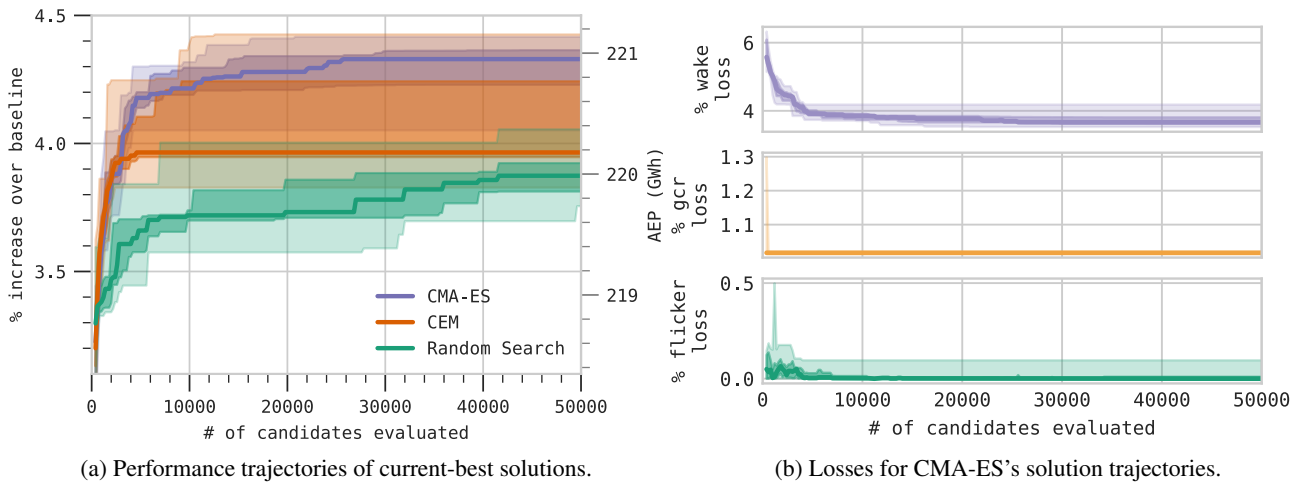 4.5
4.0
3.5
% increase over baseline
221
220
219
AEP (GWh)
CMA-ES
CEM
Random Search
0 10000 20000 30000 40000 50000
# of candidates evaluated
(a) Performance trajectories of current-best solutions.
6
4
% wake
loss
1.3
1.2
1.1
% gcr
loss
0.5
0.0
% flicker
loss
0 10000 20000 30000 40000 50000
# of candidates evaluated
(b) Losses for CMA-ES's solution trajectories.